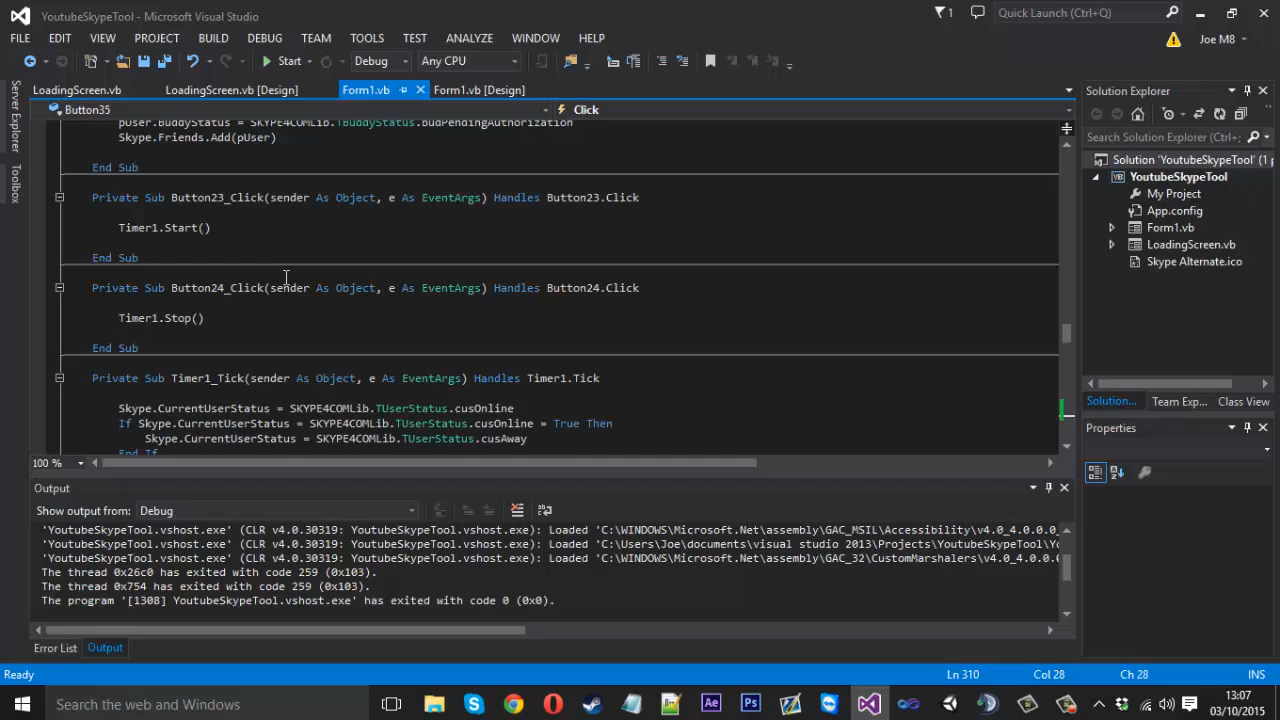 YoutubeSkypeTool - Microsoft Visual Studio
1
Quick Launch (Ctrl+Q)
FILE EDIT VIEW PROJECT BUILD DEBUG TEAM TOOLS TEST ANALYZE WINDOW HELP
Joe M8
Start Debug Any CPU
Server Explorer
Toolbox
LoadingScreen.vb LoadingScreen.vb [Design] Form1.vb Form1.vb [Design]
Button35 Click
pUser.BuddyStatus = SKYPE4COMLib.TBuddyStatus.budPendingAuthorization
Skype.Friends.Add(pUser)
End Sub
Private Sub Button23_Click(sender As Object, e As EventArgs) Handles Button23.Click
Timer1.Start()
End Sub
Private Sub Button24_Click(sender As Object, e As EventArgs) Handles Button24.Click
Timer1.Stop()
End Sub
Private Sub Timer1_Tick(sender As Object, e As EventArgs) Handles Timer1.Tick
Skype.CurrentUserStatus = SKYPE4COMLib.TUserStatus.cusOnline
If Skype.CurrentUserStatus = SKYPE4COMLib.TUserStatus.cusOnline = True Then
Skype.CurrentUserStatus = SKYPE4COMLib.TUserStatus.cusAway
End If
100 %
Solution Explorer
Search Solution Explorer (Ctrl+;
Solution 'YoutubeSkypeTool' (1 p
YoutubeSkypeTool
My Project
App.config
Form1.vb
LoadingScreen.vb
Skype Alternate.ico
Solution... Team Exp... Class View
Properties
Output
Show output from: Debug
'YoutubeSkypeTool.vshost.exe' (CLR v4.0.30319: YoutubeSkypeTool.vshost.exe): Loaded 'C:\WINDOWS\Microsoft.Net\assembly\GAC_MSIL\Accessibility\v4.0_4.0.0.0_
'YoutubeSkypeTool.vshost.exe' (CLR v4.0.30319: YoutubeSkypeTool.vshost.exe): Loaded 'C:\Users\Joe\documents\visual studio 2013\Projects\YoutubeSkypeTool\Yo
'YoutubeSkypeTool.vshost.exe' (CLR v4.0.30319: YoutubeSkypeTool.vshost.exe): Loaded 'C:\WINDOWS\Microsoft.Net\assembly\GAC_32\CustomMarshalers\v4.0_4.0.0.0
The thread 0x26c0 has exited with code 259 (0x103).
The thread 0x754 has exited with code 259 (0x103).
The program '[1308] YoutubeSkypeTool.vshost.exe' has exited with code 0 (0x0).
Error List Output
Ready Ln 310 Col 28 Ch 28 INS
Search the web and Windows
13:07
03/10/2015